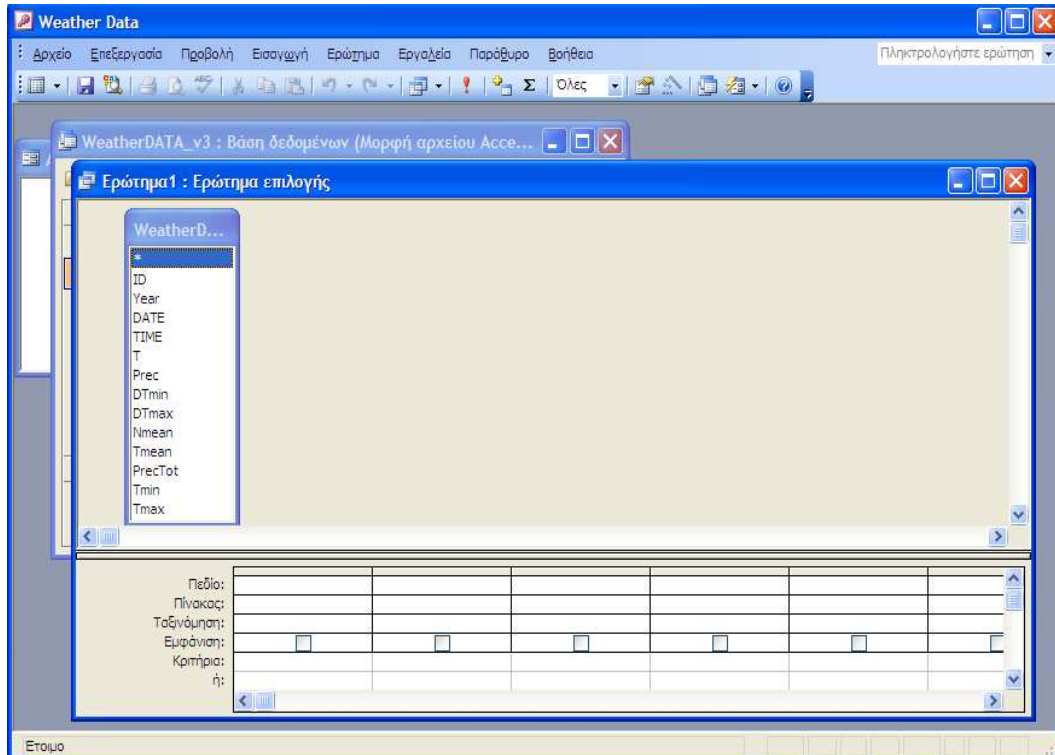 Weather Data
Αρχείο Επεξεργασία Προβολή Εισαγωγή Ερώτημα Εργαλεία Παράθυρο Βοήθεια Πληκτρολογήστε ερώτηση
Όλες
WeatherDATA_v3 : Βάση δεδομένων (Μορφή αρχείου Acce...
Ερώτημα1 : Ερώτημα επιλογής
WeatherD...
*
ID
Year
DATE
TIME
T
Prec
DTmin
DTmax
Nmean
Tmean
PrecTot
Tmin
Tmax
Πεδίο:
Πίνακας:
Ταξινόμηση:
Εμφάνιση:
Κριτήρια:
ή:
Έτοιμο